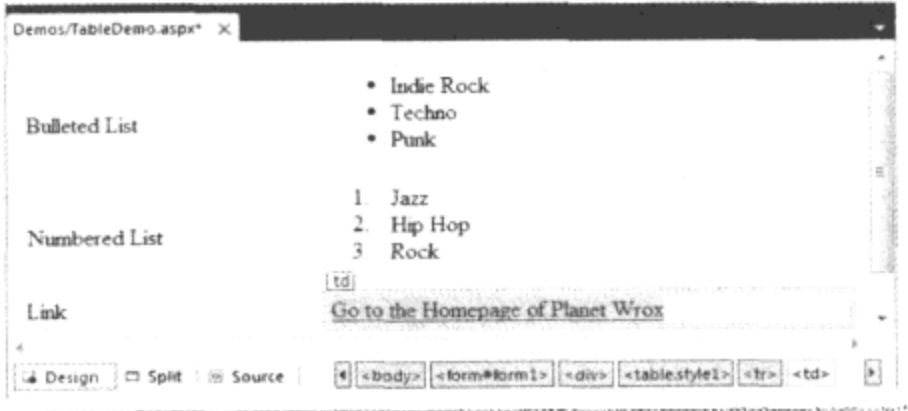 Demos/TableDemo.aspx* ×
• Indie Rock
• Techno
• Punk
Bulleted List
1. Jazz
2. Hip Hop
3 Rock
Numbered List
td
Link
Go to the Homepage of Planet Wrox
Design Split Source <body> <form#form1> <div> <table.style1> <tr> <td>